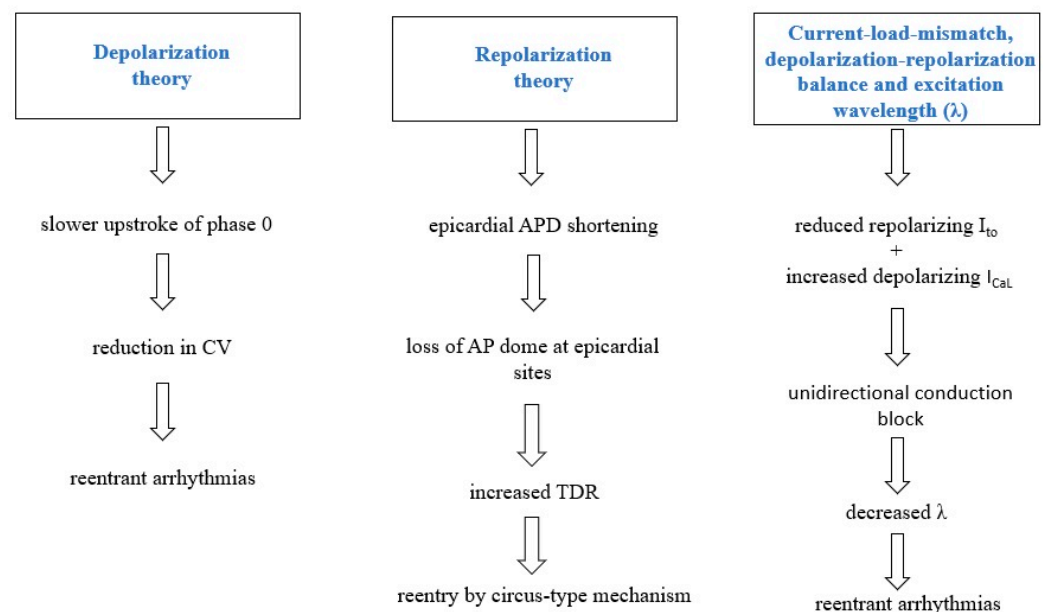 Depolarization
theory
slower upstroke of phase 0
reduction in CV
reentrant arrhythmias
Repolarization
theory
epicardial APD shortening
loss of AP dome at epicardial
sites
increased TDR
reentry by circus-type mechanism
Current-load-mismatch,
depolarization-repolarization
balance and excitation
wavelength (λ)
reduced repolarizing Ito
+
increased depolarizing ICaL
unidirectional conduction
block
decreased λ
reentrant arrhythmias